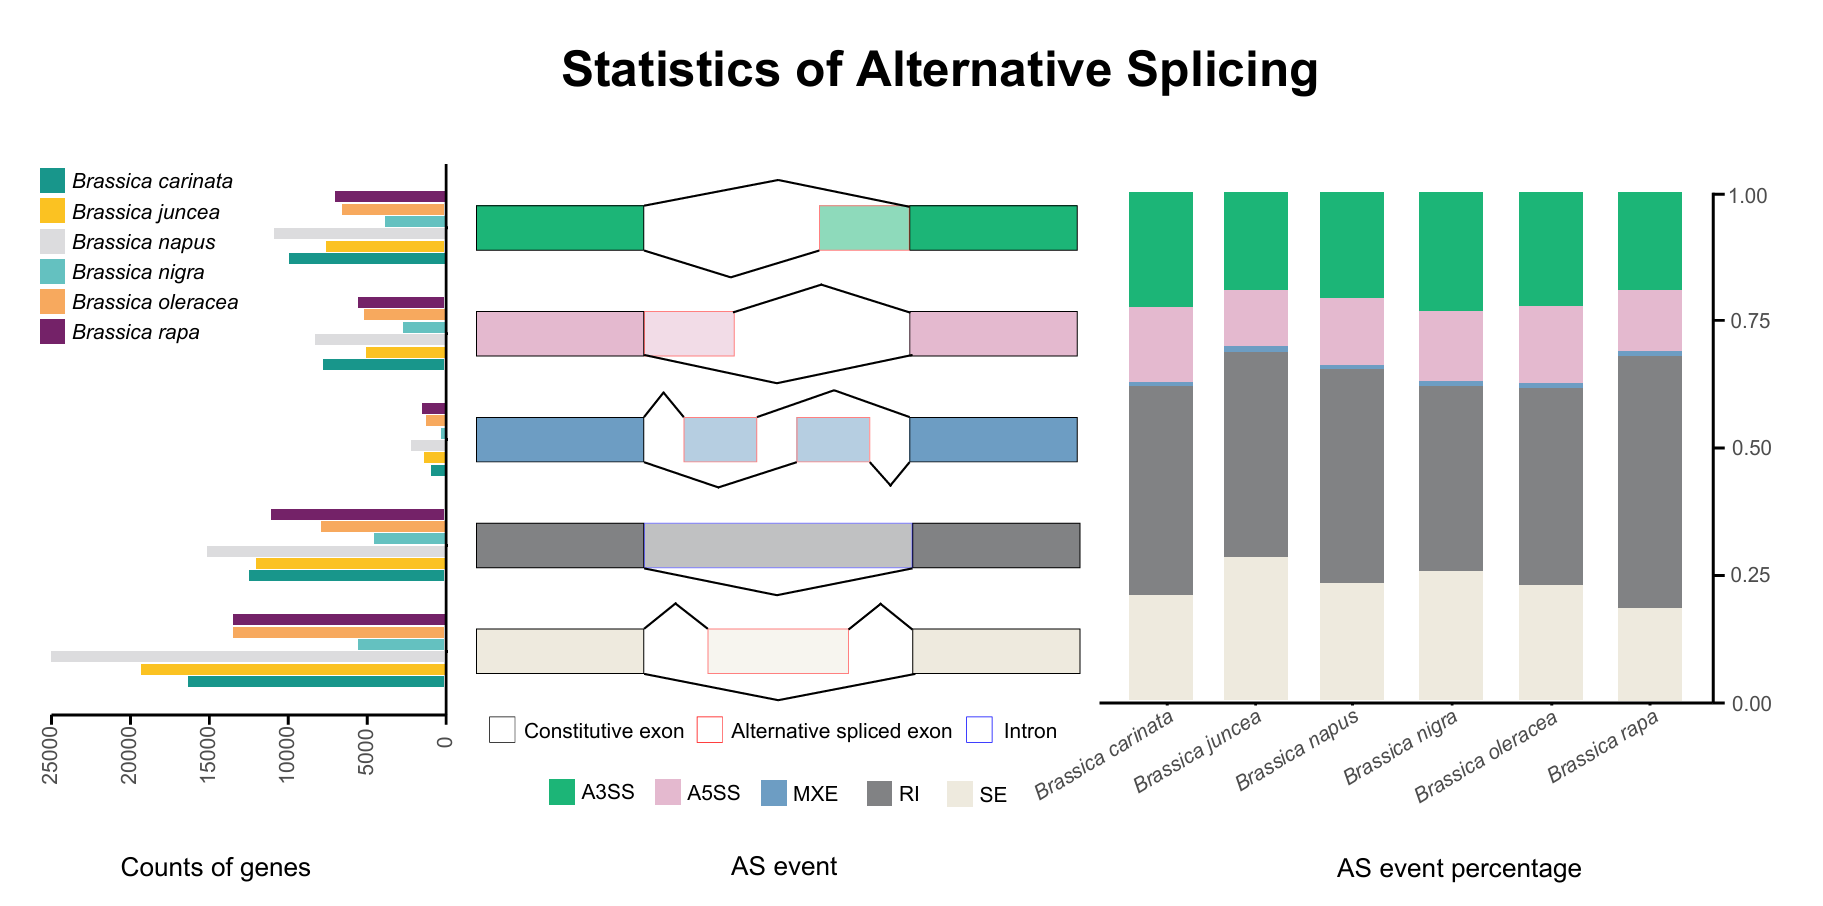 Statistics of Alternative Splicing
Brassica carinata
Brassica juncea
Brassica napus
Brassica nigra
Brassica oleracea
Brassica rapa
25000
20000
15000
10000
5000
0
Counts of genes
Constitutive exon
Alternative spliced exon
Intron
A3SS
A5SS
MXE
RI
SE
AS event
1.00
0.75
0.50
0.25
0.00
Brassica carinata
Brassica juncea
Brassica napus
Brassica nigra
Brassica oleracea
Brassica rapa
AS event percentage